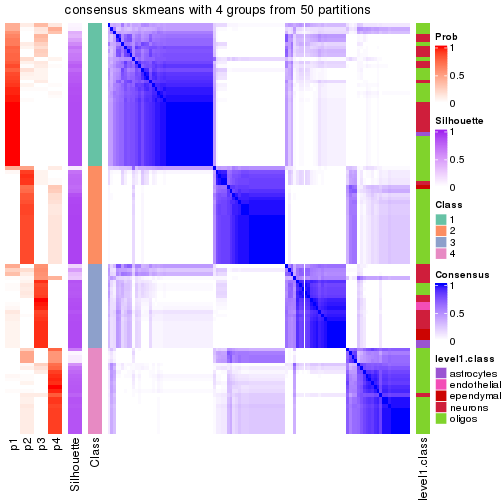 consensus skmeans with 4 groups from 50 partitions
Prob
1
0.5
0
Silhouette
1
0.5
0
Class
1
2
3
4
Consensus
1
0.5
0
level1.class
astrocytes
endothelial
ependymal
neurons
oligos
p1
p2
p3
p4
Silhouette
Class
level1.class